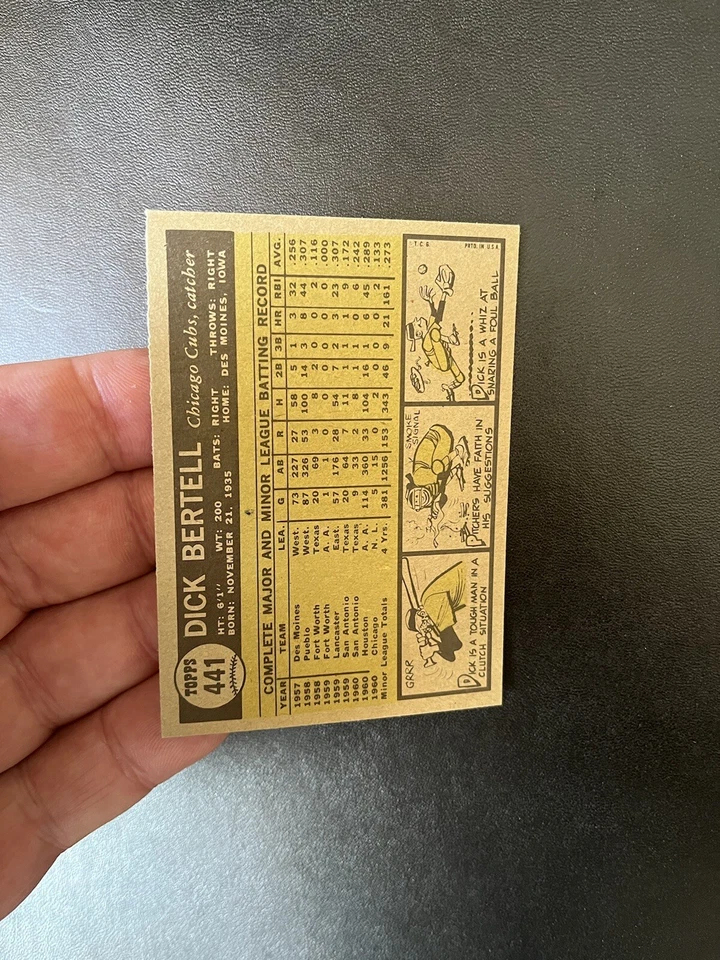 TOPPS
441
DICK BERTELL Chicago Cubs, catcher
HT: 6'1" WT: 200 BATS: RIGHT THROWS: RIGHT
BORN: NOVEMBER 21, 1935 HOME: DES MOINES, IOWA
COMPLETE MAJOR AND MINOR LEAGUE BATTING RECORD
YEAR TEAM LEA. G AB R H 2B 3B HR RBI AVG.
1957 Des Moines West. 73 227 27 58 5 1 3 32 .256
1958 Pueblo West. 87 326 53 100 14 3 8 44 .307
1958 Fort Worth Texas 20 69 3 8 2 0 0 2 .116
1959 Fort Worth A. A. 1 1 0 0 0 0 0 0 .000
1959 Lancaster East. 57 176 28 54 7 2 3 23 .307
1959 San Antonio Texas 20 64 7 11 1 1 1 9 .172
1960 San Antonio Texas 9 33 2 8 1 1 0 6 .242
1960 Houston A. A. 114 360 33 104 16 1 6 45 .289
1960 Chicago N. L. 5 15 0 2 0 0 0 2 .133
Minor League Totals 4 Yrs. 381 1256 153 343 46 9 21 161 .273
GRRR
DICK IS A TOUGH MAN IN A
CLUTCH SITUATION
SMOKE
SIGNAL
PITCHERS HAVE FAITH IN
HIS SUGGESTIONS
T C G PRTD IN U S A
DICK IS A WHIZ AT
SNARING A FOUL BALL